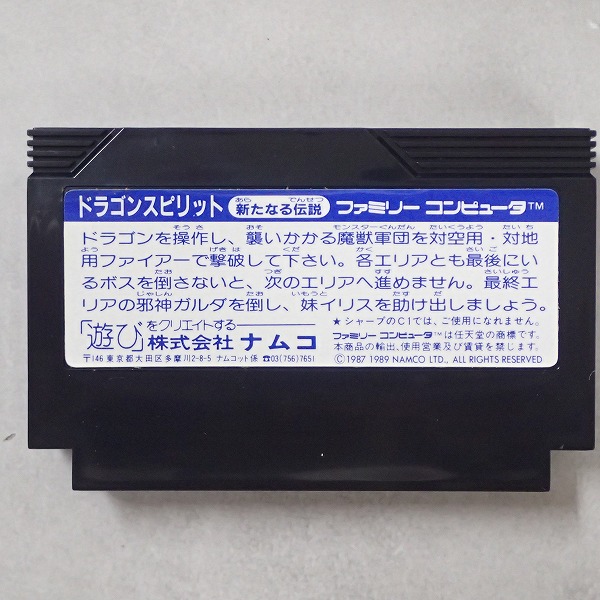 ドラゴンスピリット 新たなる伝説 ファミリー コンピュータ™
ドラゴンを操作し、襲いかかる魔獣軍団を対空用・対地
用ファイアーで撃破して下さい。各エリアとも最後にい
るボスを倒さないと、次のエリアへ進めません。最終エ
リアの邪神ガルダを倒し、妹イリスを助け出しましょう。
「遊び」をクリエイトする
株式会社 ナムコ
〒146 東京都大田区多摩川2-8-5 ナムコット係 ☎03(756)7651
★シャープのC1では、ご使用になれません。
ファミリー コンピュータ™は任天堂の商標です。
本商品の輸出、使用営業及び賃貸を禁じます。
Ⓒ1987 1989 NAMCO LTD., ALL RIGHTS RESERVED